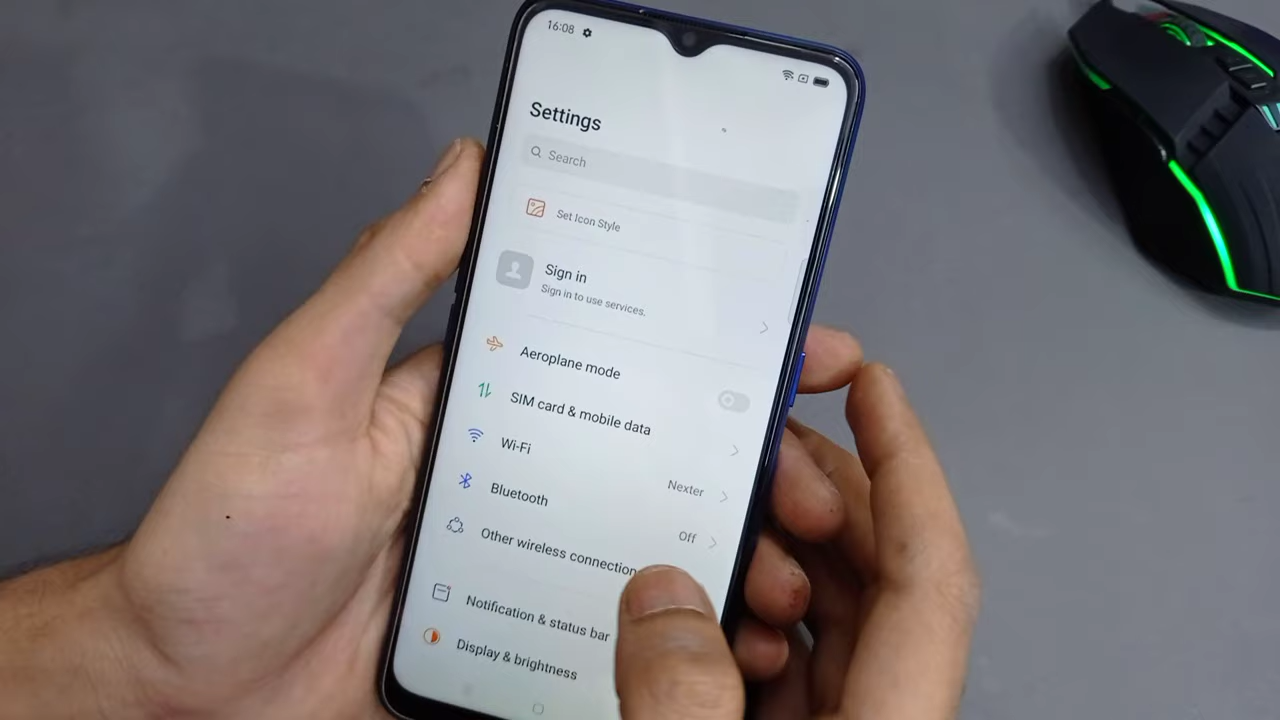 16:08
Settings
Search
Set Icon Style
Sign in
Sign in to use services.
Aeroplane mode
SIM card & mobile data
Wi-Fi
Nexter
Bluetooth
Off
Other wireless connection
Notification & status bar
Display & brightness